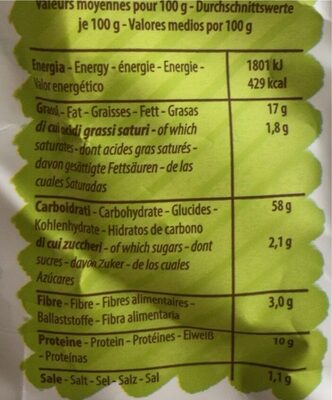 Valeurs moyennes pour 100 g - Durchschnittswerte
je 100 g - Valores medios por 100 g
Energia - Energy - énergie - Energie - 1801 kJ
Valor energético 429 kcal
Grassi - Fat - Graisses - Fett - Grasas 17 g
di cui acidi grassi saturi - of which 1,8 g
saturates - dont acides gras saturés -
davon gesättigte Fettsäuren - de las
cuales Saturadas
Carboidrati - Carbohydrate - Glucides - 58 g
Kohlenhydrate - Hidratos de carbono
di cui zuccheri - of which sugars - dont 2,1 g
sucres - davon Zucker - de los cuales
Azúcares
Fibre - Fibre - Fibres alimentaires - 3,0 g
Ballaststoffe - Fibra alimentaria
Proteine - Protein - Protéines - Eiweiß 10 g
- Proteínas
Sale - Salt - Sel - Salz - Sal 1,1 g